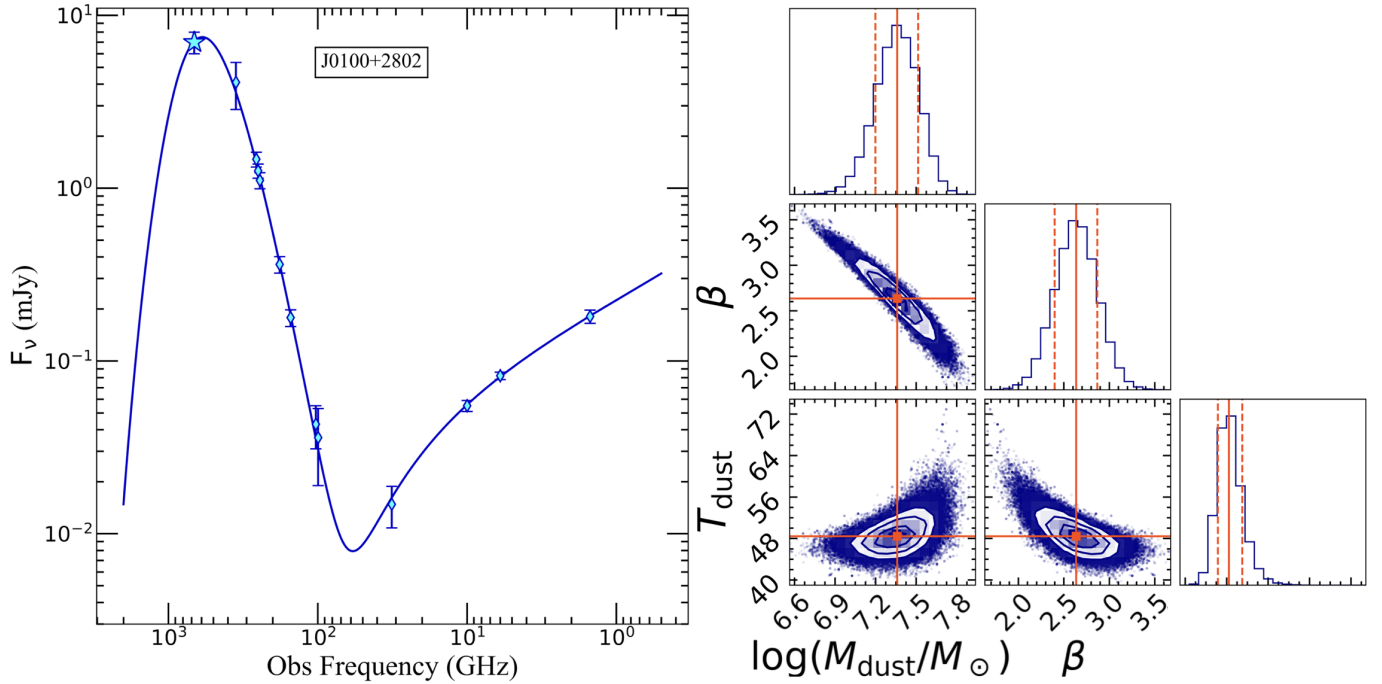 10¹
10⁰
10⁻¹
10⁻²
F_ν (mJy)
J0100+2802
10³ 10² 10¹ 10⁰
Obs Frequency (GHz)
3.5
3.0
2.5
2.0
β
72
64
56
48
40
T_dust
6.6 6.9 7.2 7.5 7.8
log(M_dust/M_⊙)
2.0 2.5 3.0 3.5
β